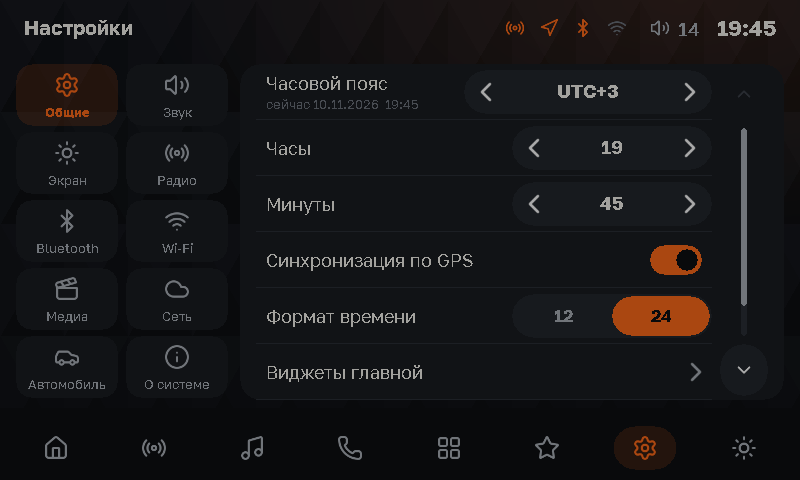 Настройки
14
19:45
Общие
Звук
Экран
Радио
Bluetooth
Wi-Fi
Медиа
Сеть
Автомобиль
О системе
Часовой пояс
сейчас 10.11.2026 19:45
UTC+3
Часы
19
Минуты
45
Синхронизация по GPS
Формат времени
12
24
Виджеты главной